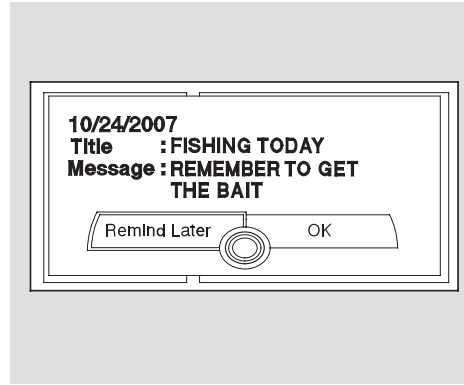 10/24/2007
Title : FISHING TODAY
Message : REMEMBER TO GET
THE BAIT
Remind Later OK